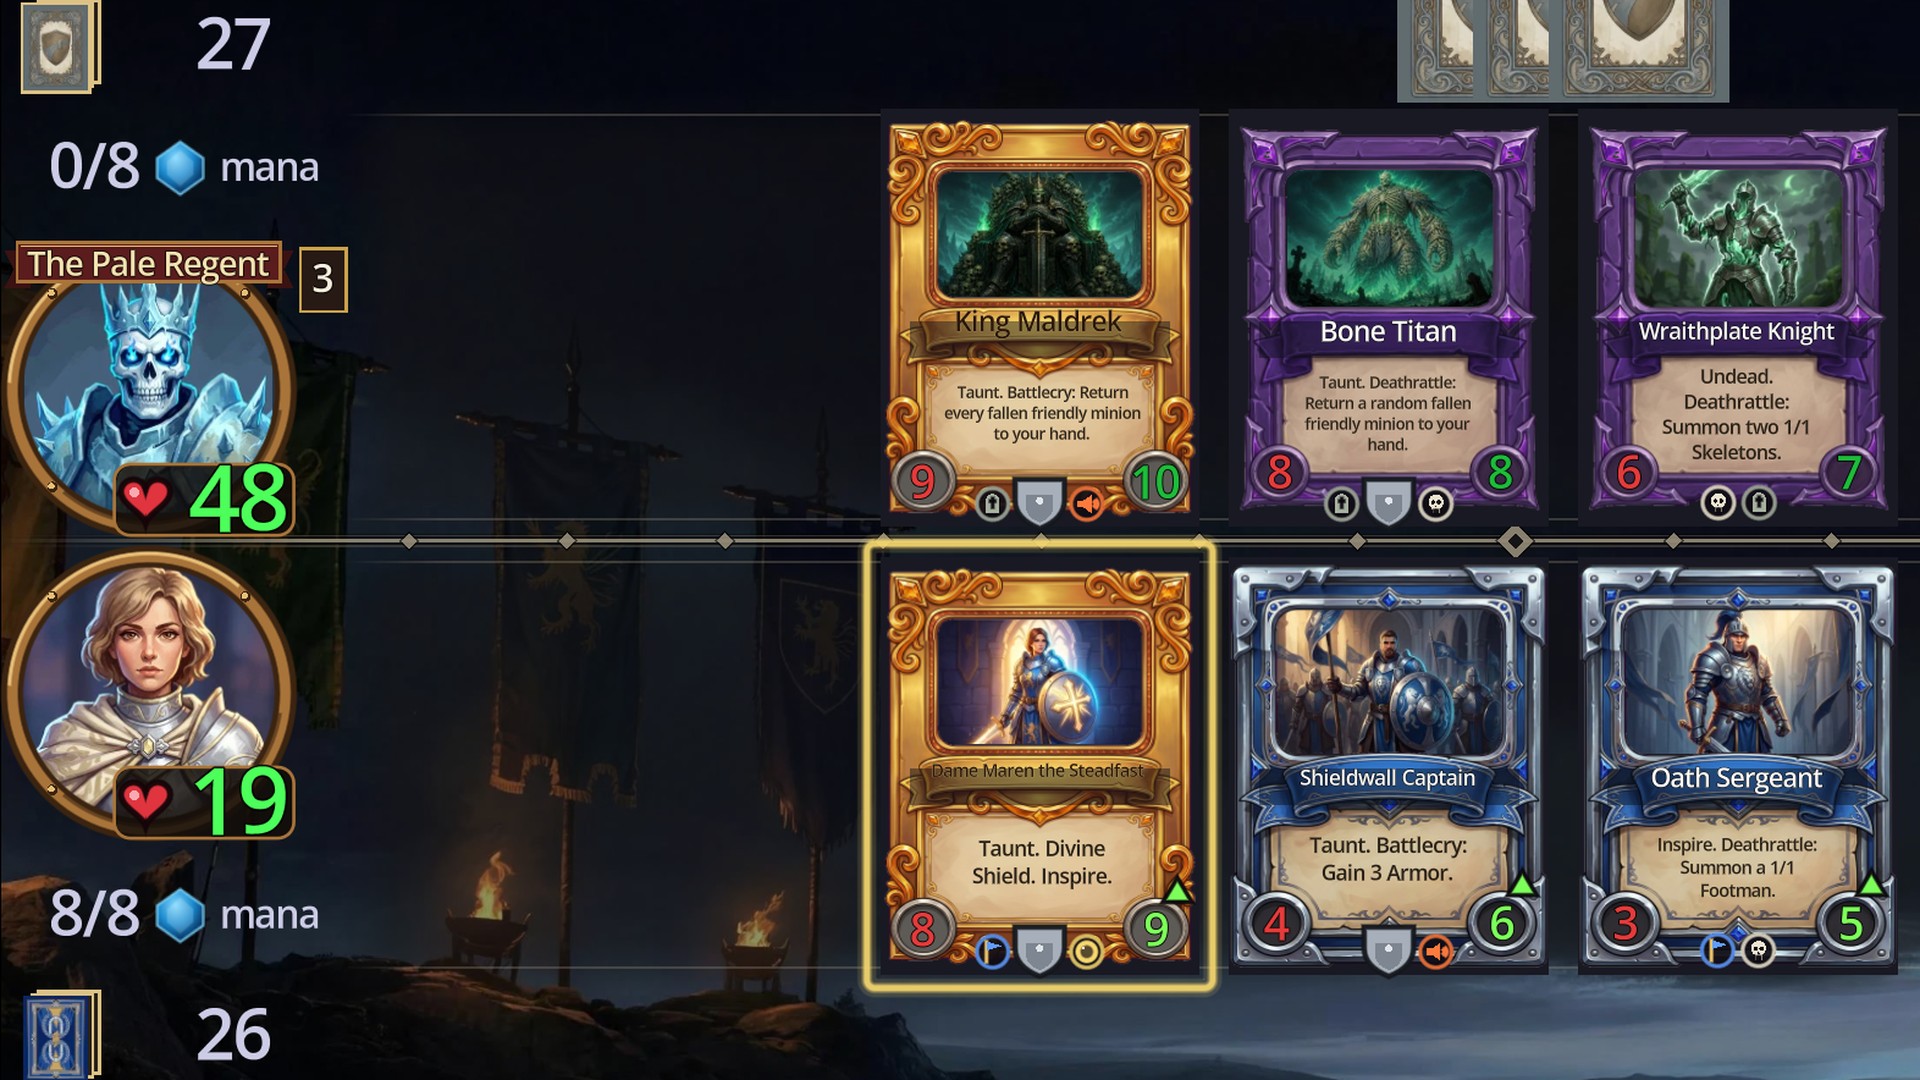 27
0/8 mana
The Pale Regent
3
48
King Maldrek
Taunt. Battlecry: Return
every fallen friendly minion
to your hand.
9
10
Bone Titan
Taunt. Deathrattle:
Return a random fallen
friendly minion to your
hand.
8
8
Wraithplate Knight
Undead.
Deathrattle:
Summon two 1/1
Skeletons.
6
7
19
8/8 mana
26
Dame Maren the Steadfast
Taunt. Divine
Shield. Inspire.
8
9
Shieldwall Captain
Taunt. Battlecry:
Gain 3 Armor.
4
6
Oath Sergeant
Inspire. Deathrattle:
Summon a 1/1
Footman.
3
5